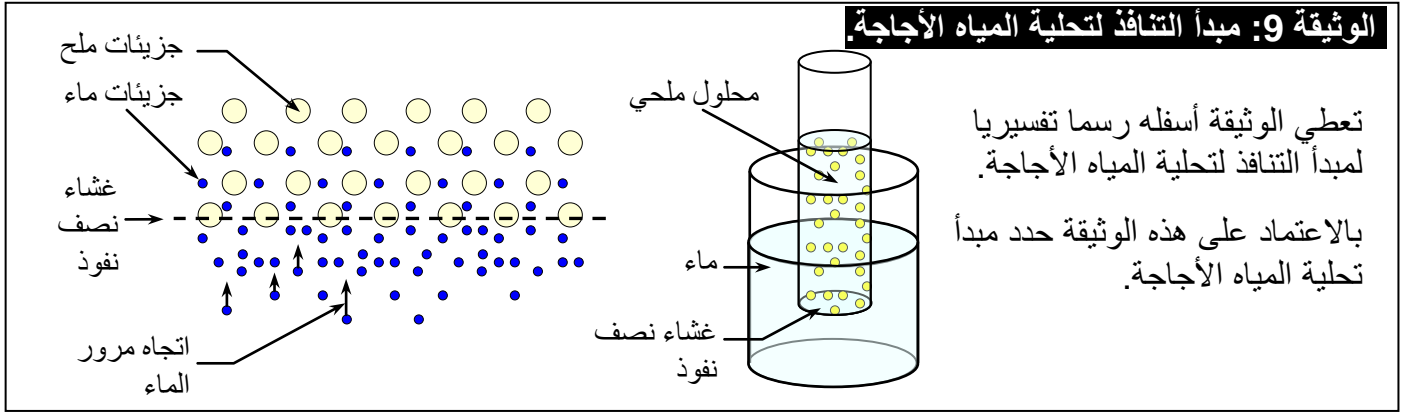 الوثيقة 9: مبدأ التنافذ لتحلية المياه الأجاجة.
تعطي الوثيقة أسفله رسما تفسيريا
لمبدأ التنافذ لتحلية المياه الأجاجة.
بالاعتماد على هذه الوثيقة حدد مبدأ
تحلية المياه الأجاجة.
محلول ملحي
ماء
غشاء نصف
نفوذ
جزيئات ملح
جزيئات ماء
غشاء
نصف
نفوذ
اتجاه مرور
الماء